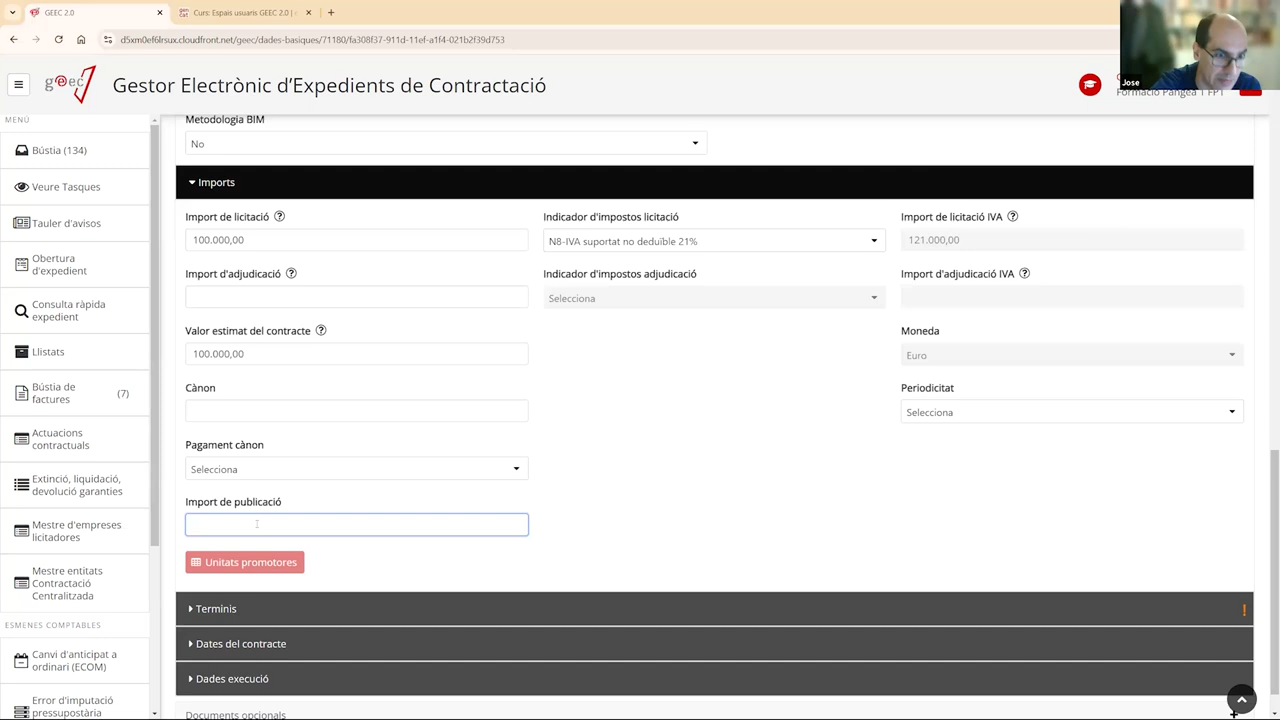 GEEC 2.0
Curs: Espais usuaris GEEC 2.0 | e
d5xm0ef6lrsux.cloudfront.net/geec/dades-basiques/71180/fa308f37-911d-11ef-a1f4-021b2f39d753
Jose
geec
Gestor Electrònic d'Expedients de Contractació
Formació Pangea 1 FPT
MENÚ
Bústia (134)
Veure Tasques
Tauler d'avisos
Obertura
d'expedient
Consulta ràpida
expedient
Llistats
Bústia de
factures
(7)
Actuacions
contractuals
Extinció, liquidació,
devolució garanties
Mestre d'empreses
licitadores
Mestre entitats
Contractació
Centralitzada
ESMENES COMPTABLES
Canvi d'anticipat a
ordinari (ECOM)
Error d'imputació
pressupostària
Metodologia BIM
No
Imports
Import de licitació
Indicador d'impostos licitació
Import de licitació IVA
100.000,00
N8-IVA suportat no deduïble 21%
121.000,00
Import d'adjudicació
Indicador d'impostos adjudicació
Import d'adjudicació IVA
Selecciona
Valor estimat del contracte
Moneda
100.000,00
Euro
Cànon
Periodicitat
Selecciona
Pagament cànon
Selecciona
Import de publicació
Unitats promotores
Terminis
Dates del contracte
Dades execució
Documents opcionals